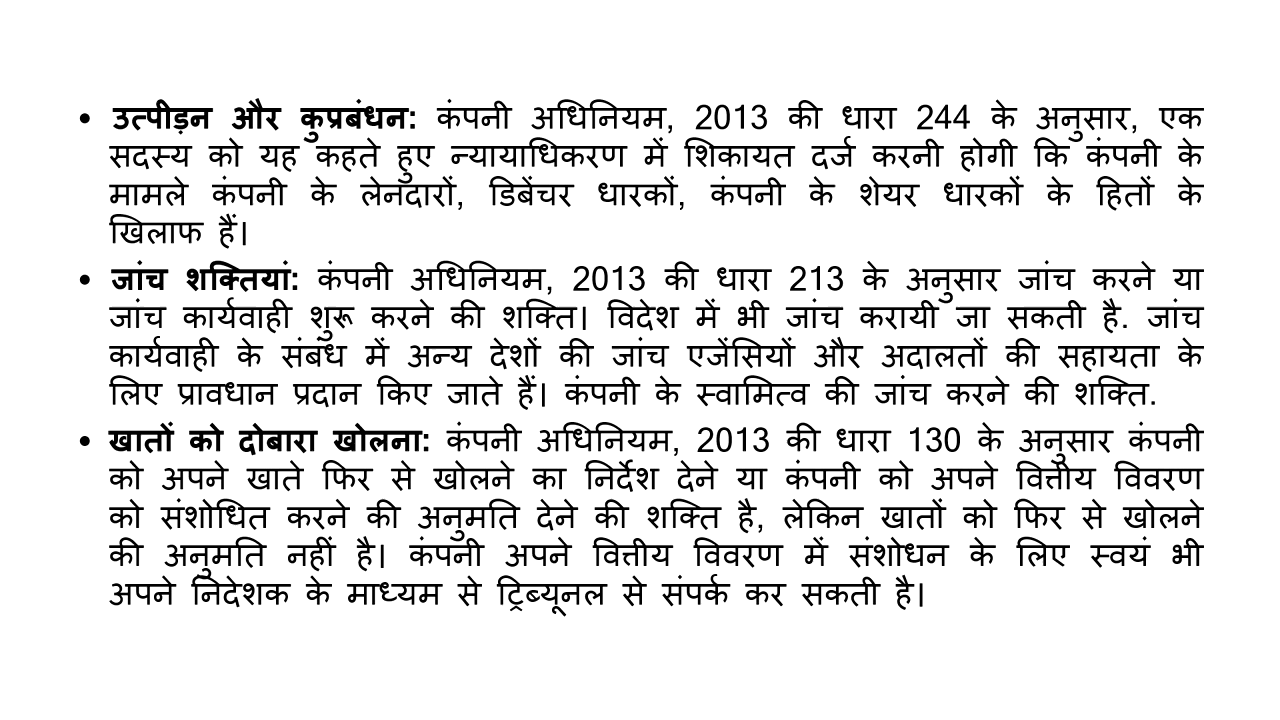 • उत्पीड़न और कुप्रबंधन: कंपनी अधिनियम, 2013 की धारा 244 के अनुसार, एक
सदस्य को यह कहते हुए न्यायाधिकरण में शिकायत दर्ज करनी होगी कि कंपनी के
मामले कंपनी के लेनदारों, डिबेंचर धारकों, कंपनी के शेयर धारकों के हितों के
खिलाफ हैं।
• जांच शक्तियां: कंपनी अधिनियम, 2013 की धारा 213 के अनुसार जांच करने या
जांच कार्यवाही शुरू करने की शक्ति। विदेश में भी जांच करायी जा सकती है. जांच
कार्यवाही के संबंध में अन्य देशों की जांच एजेंसियों और अदालतों की सहायता के
लिए प्रावधान प्रदान किए जाते हैं। कंपनी के स्वामित्व की जांच करने की शक्ति.
• खातों को दोबारा खोलना: कंपनी अधिनियम, 2013 की धारा 130 के अनुसार कंपनी
को अपने खाते फिर से खोलने का निर्देश देने या कंपनी को अपने वित्तीय विवरण
को संशोधित करने की अनुमति देने की शक्ति है, लेकिन खातों को फिर से खोलने
की अनुमति नहीं है। कंपनी अपने वित्तीय विवरण में संशोधन के लिए स्वयं भी
अपने निदेशक के माध्यम से ट्रिब्यूनल से संपर्क कर सकती है।